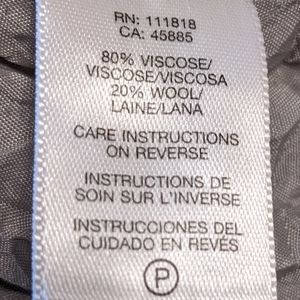 RN: 111818
CA: 45885
80% VISCOSE/
VISCOSE/VISCOSA
20% WOOL/
LAINE/LANA
CARE INSTRUCTIONS
ON REVERSE
INSTRUCTIONS DE
SOIN SUR L'INVERSE
INSTRUCCIONES DEL
CUIDADO EN REVÉS
P